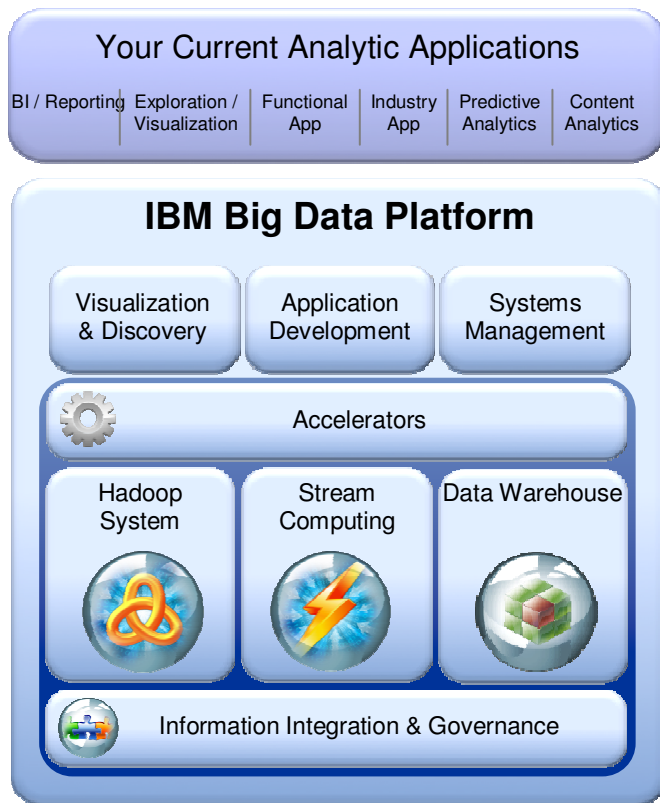 Your Current Analytic Applications
BI / Reporting
Exploration /
Visualization
Functional
App
Industry
App
Predictive
Analytics
Content
Analytics
IBM Big Data Platform
Visualization
& Discovery
Application
Development
Systems
Management
Accelerators
Hadoop
System
Stream
Computing
Data Warehouse
Information Integration & Governance